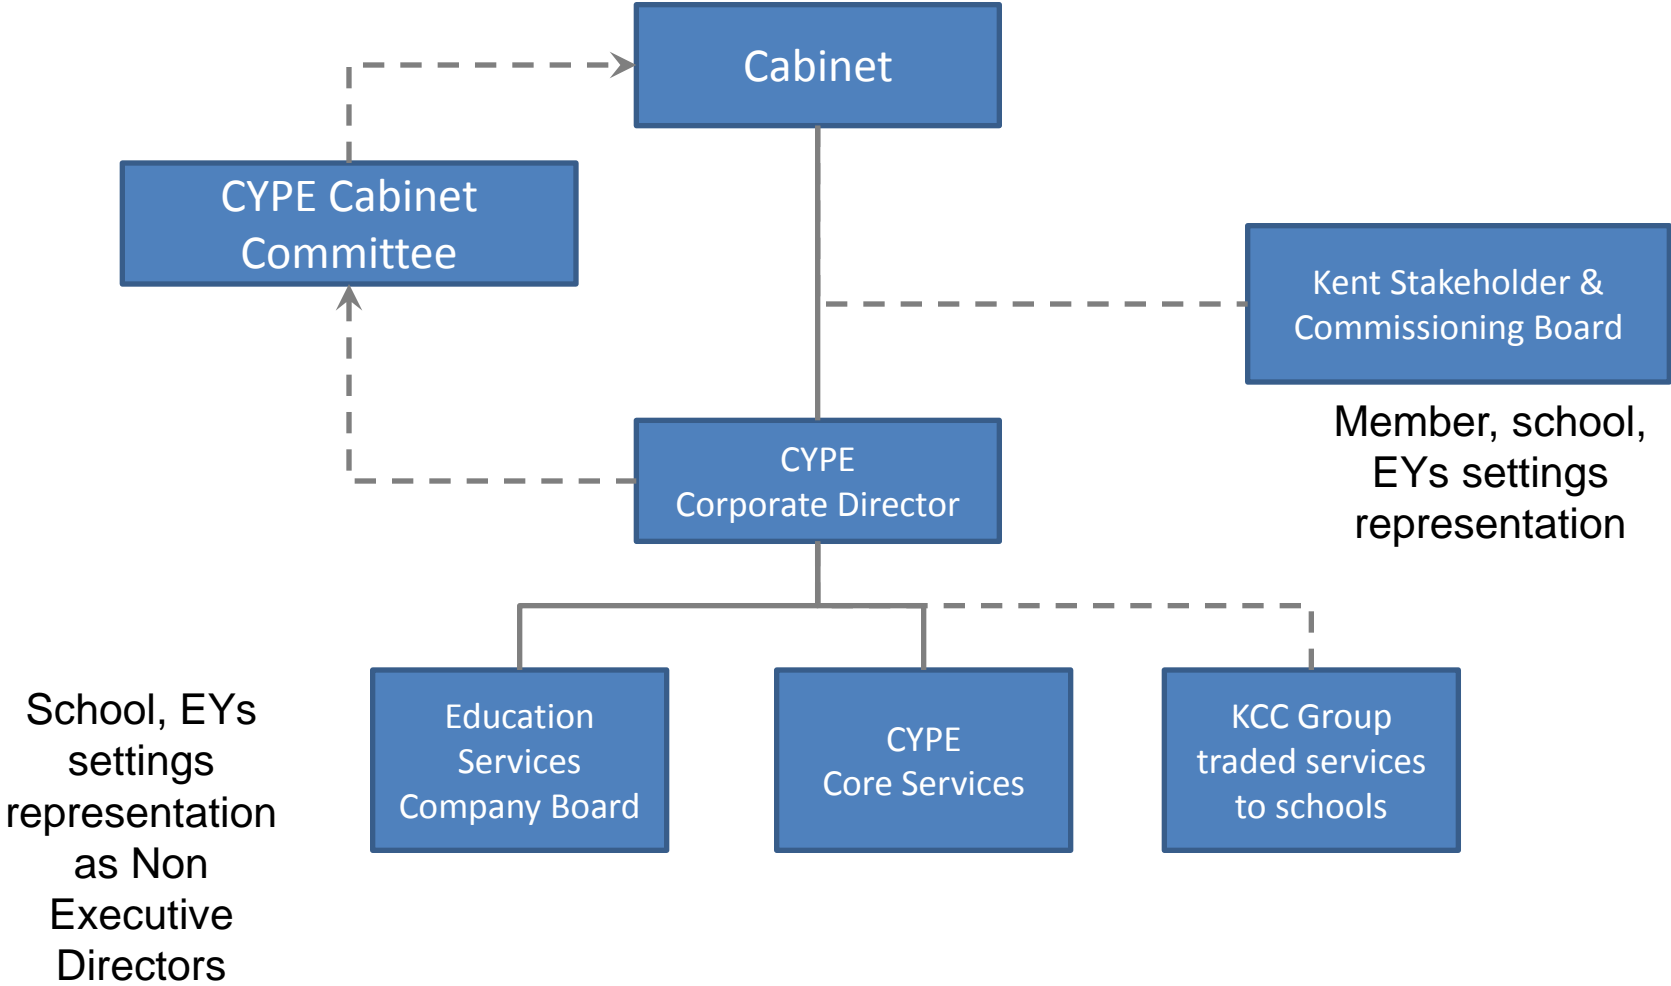 Cabinet
CYPE Cabinet
Committee
Kent Stakeholder &
Commissioning Board
Member, school,
EYs settings
representation
CYPE
Corporate Director
School, EYs
settings
representation
as Non
Executive
Directors
Education
Services
Company Board
CYPE
Core Services
KCC Group
traded services
to schools